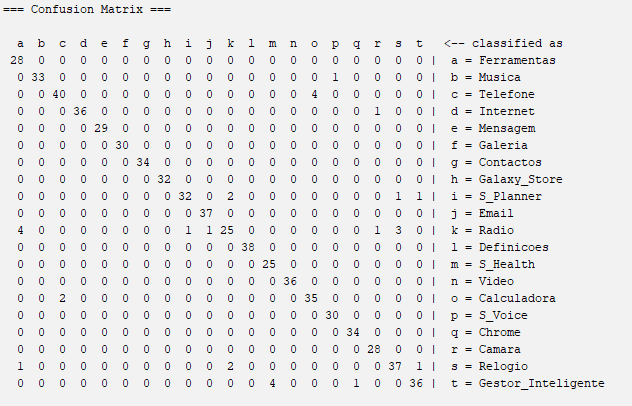 === Confusion Matrix ===
a b c d e f g h i j k l m n o p q r s t <-- classified as
28 0 0 0 0 0 0 0 0 0 0 0 0 0 0 0 0 0 0 0 | a = Ferramentas
0 33 0 0 0 0 0 0 0 0 0 0 0 0 0 1 0 0 0 0 | b = Musica
0 0 40 0 0 0 0 0 0 0 0 0 0 0 4 0 0 0 0 0 | c = Telefone
0 0 0 36 0 0 0 0 0 0 0 0 0 0 0 0 0 1 0 0 | d = Internet
0 0 0 0 29 0 0 0 0 0 0 0 0 0 0 0 0 0 0 0 | e = Mensagem
0 0 0 0 0 30 0 0 0 0 0 0 0 0 0 0 0 0 0 0 | f = Galeria
0 0 0 0 0 0 34 0 0 0 0 0 0 0 0 0 0 0 0 0 | g = Contactos
0 0 0 0 0 0 0 32 0 0 0 0 0 0 0 0 0 0 0 0 | h = Galaxy_Store
0 0 0 0 0 0 0 0 32 0 2 0 0 0 0 0 0 0 1 1 | i = S_Planner
0 0 0 0 0 0 0 0 0 37 0 0 0 0 0 0 0 0 0 0 | j = Email
4 0 0 0 0 0 0 0 1 1 25 0 0 0 0 0 0 1 3 0 | k = Radio
0 0 0 0 0 0 0 0 0 0 0 38 0 0 0 0 0 0 0 0 | l = Definicoes
0 0 0 0 0 0 0 0 0 0 0 0 25 0 0 0 0 0 0 0 | m = S_Health
0 0 0 0 0 0 0 0 0 0 0 0 0 36 0 0 0 0 0 0 | n = Video
0 0 2 0 0 0 0 0 0 0 0 0 0 0 35 0 0 0 0 0 | o = Calculadora
0 0 0 0 0 0 0 0 0 0 0 0 0 0 0 30 0 0 0 0 | p = S_Voice
0 0 0 0 0 0 0 0 0 0 0 0 0 0 0 0 34 0 0 0 | q = Chrome
0 0 0 0 0 0 0 0 0 0 0 0 0 0 0 0 0 28 0 0 | r = Camara
1 0 0 0 0 0 0 0 0 0 2 0 0 0 0 0 0 0 37 1 | s = Relogio
0 0 0 0 0 0 0 0 0 0 0 0 4 0 0 0 1 0 0 36 | t = Gestor_Inteligente